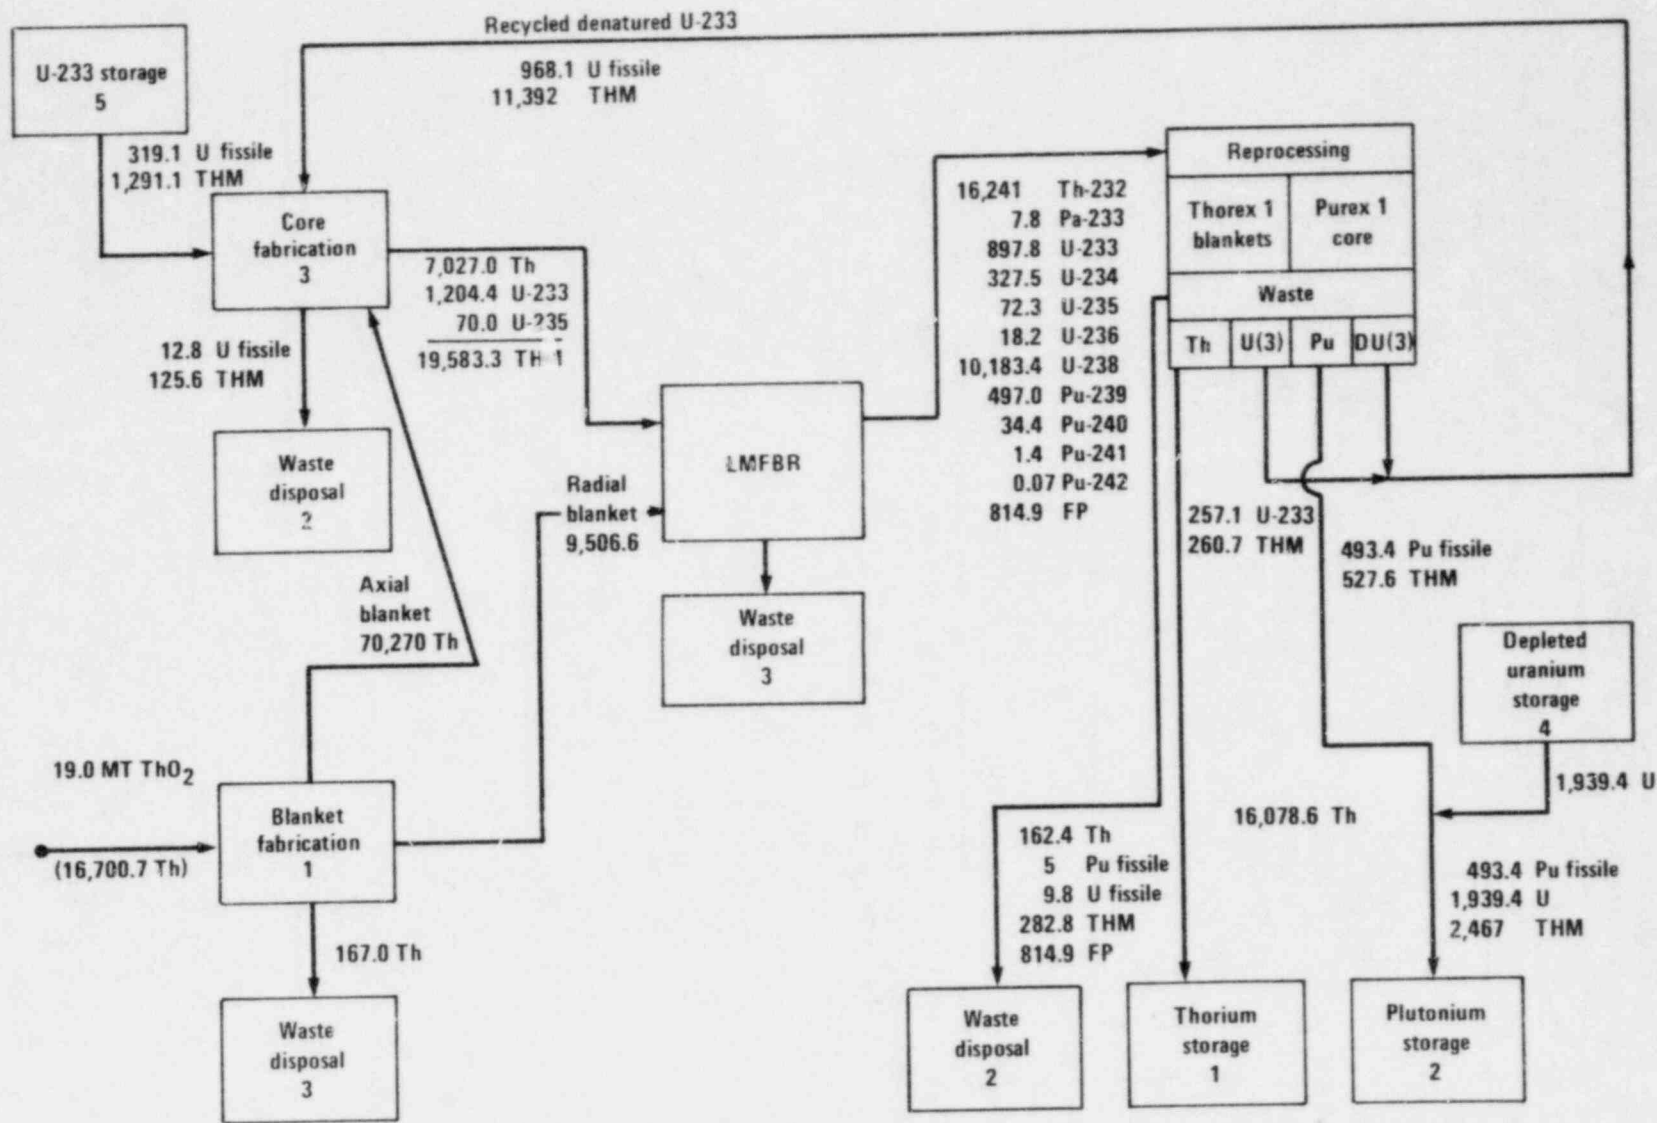 Recycled denatured U-233
968.1 U fissile
11,392 THM
U-233 storage
5
319.1 U fissile
1,291.1 THM
Core
fabrication
3
7,027.0 Th
1,204.4 U-233
70.0 U-235
19,583.3
12.8 U fissile
125.6 THM
Waste
disposal
2
Axial
blanket
70,270 Th
Radial
blanket
9,506.6
LMFBR
Waste
disposal
3
19.0 MT ThO2
(16,700.7 Th)
Blanket
fabrication
1
167.0 Th
Waste
disposal
3
16,241 Th-232
7.8 Pa-233
897.8 U-233
327.5 U-234
72.3 U-235
18.2 U-236
10,183.4 U-238
497.0 Pu-239
34.4 Pu-240
1.4 Pu-241
0.07 Pu-242
814.9 FP
Reprocessing
Thorex 1
blankets
Purex 1
core
Waste
Th U(3) Pu DU(3)
257.1 U-233
260.7 THM
493.4 Pu fissile
527.6 THM
Depleted
uranium
storage
4
1,939.4 U
162.4 Th
5 Pu fissile
9.8 U fissile
282.8 THM
814.9 FP
16,078.6 Th
493.4 Pu fissile
1,939.4 U
2,467 THM
Waste
disposal
2
Thorium
storage
1
Plutonium
storage
2